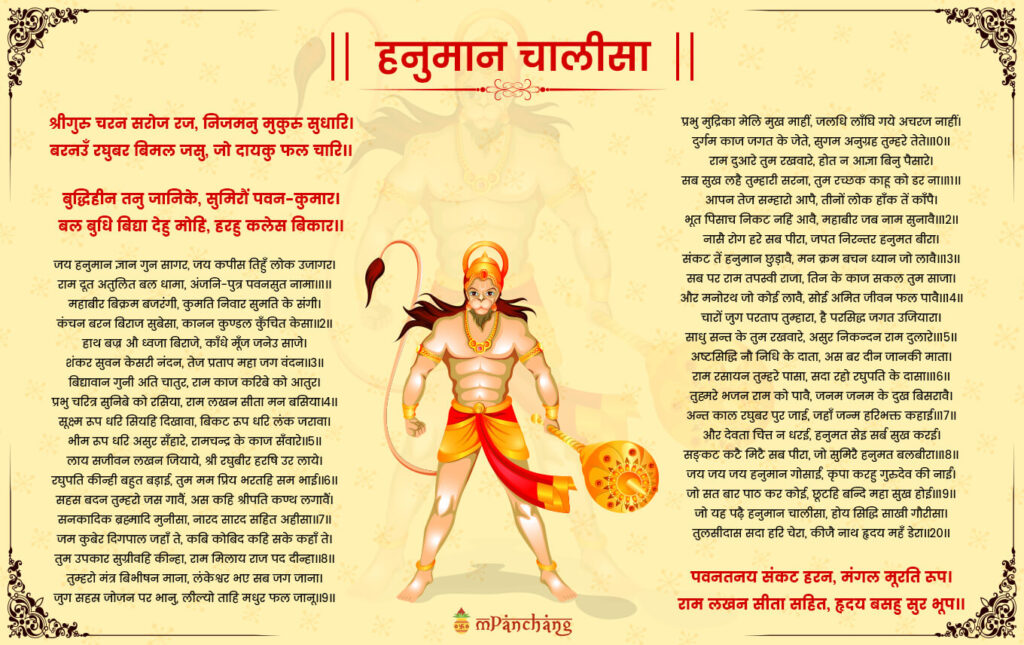 || हनुमान चालीसा ||
श्रीगुरु चरन सरोज रज, निजमनु मुकुरु सुधारि।
बरनउँ रघुबर बिमल जसु, जो दायकु फल चारि।।
बुद्धिहीन तनु जानिके, सुमिरौं पवन-कुमार।
बल बुधि बिद्या देहु मोहि, हरहु कलेस बिकार।।
जय हनुमान ज्ञान गुन सागर, जय कपीस तिहुँ लोक उजागर।
राम दूत अतुलित बल धामा, अंजनि-पुत्र पवनसुत नामा।।1।।
महाबीर बिक्रम बजरंगी, कुमति निवार सुमति के संगी।
कंचन बरन बिराज सुबेसा, कानन कुण्डल कुँचित केसा।।2।।
हाथ बज्र औ ध्वजा बिराजे, काँधे मूँज जनेउ साजे।
शंकर सुवन केसरी नंदन, तेज प्रताप महा जग वंदन।।3।।
बिद्यावान गुनी अति चातुर, राम काज करिबे को आतुर।
प्रभु चरित्र सुनिबे को रसिया, राम लखन सीता मन बसिया।।4।।
सूक्ष्म रूप धरि सियहि दिखावा, बिकट रूप धरि लंक जरावा।
भीम रूप धरि असुर सँहारे, रामचन्द्र के काज सँवारे।।5।।
लाय सजीवन लखन जियाये, श्री रघुबीर हरषि उर लाये।
रघुपति कीन्ही बहुत बड़ाई, तुम मम प्रिय भरतहि सम भाई।।6।।
सहस बदन तुम्हरो जस गावैं, अस कहि श्रीपति कण्थ लगावैं।
सनकादिक ब्रह्मादि मुनीसा, नारद सारद सहित अहीसा।।7।।
जम कुबेर दिगपाल जहाँ ते, कबि कोबिद कहि सके कहाँ ते।
तुम उपकार सुग्रीवहि कीन्हा, राम मिलाय राज पद दीन्हा।।8।।
तुम्हरो मंत्र बिभीषन माना, लंकेश्वर भए सब जग जाना।
जुग सहस्र जोजन पर भानु, लील्यो ताहि मधुर फल जानू।।9।।
प्रभु मुद्रिका मेलि मुख माहीं, जलधि लाँघि गये अचरज नाहीं।
दुर्गम काज जगत के जेते, सुगम अनुग्रह तुम्हरे तेते।।10।।
राम दुआरे तुम रखवारे, होत न आज्ञा बिनु पैसारे।
सब सुख लहै तुम्हारी सरना, तुम रच्छक काहू को डर ना।।11।।
आपन तेज सम्हारो आपै, तीनों लोक हाँक तें काँपै।
भूत पिसाच निकट नहि आवै, महाबीर जब नाम सुनावै।।12।।
नासै रोग हरे सब पीरा, जपत निरन्तर हनुमत बीरा।
संकट तें हनुमान छुड़ावै, मन क्रम बचन ध्यान जो लावै।।13।।
सब पर राम तपस्वी राजा, तिन के काज सकल तुम साजा।
और मनोरथ जो कोई लावै, सोई अमित जीवन फल पावै।।14।।
चारों जुग परताप तुम्हारा, है परसिद्ध जगत उजियारा।
साधु सन्त के तुम रखवारे, असुर निकन्दन राम दुलारे।।15।।
अष्टसिद्धि नौ निधि के दाता, अस बर दीन जानकी माता।
राम रसायन तुम्हरे पासा, सदा रहो रघुपति के दासा।।16।।
तुह्मरे भजन राम को पावै, जनम जनम के दुख बिसरावै।
अन्त काल रघुबर पुर जाई, जहाँ जन्म हरिभक्त कहाई।।17।।
और देवता चित्त न धरई, हनुमत सेइ सर्ब सुख करई।
सङ्कट कटै मिटै सब पीरा, जो सुमिरै हनुमत बलबीरा।।18।।
जय जय जय हनुमान गोसाईं, कृपा करहु गुरुदेव की नाईं।
जो सत बार पाठ कर कोई, छूटहि बन्दि महा सुख होई।।19।।
जो यह पढ़ै हनुमान चालीसा, होय सिद्धि साखी गौरीसा।
तुलसीदास सदा हरि चेरा, कीजै नाथ हृदय महँ डेरा।।20।।
पवनतनय संकट हरन, मंगल मूरति रूप।
राम लखन सीता सहित, हृदय बसहु सुर भूप।।
mPanchang